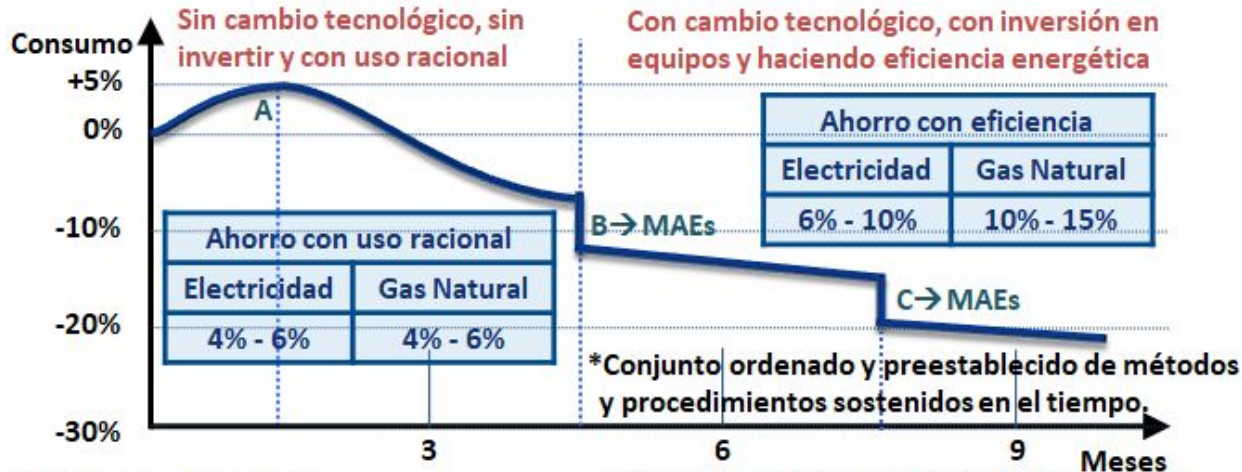 Sin cambio tecnológico, sin
invertir y con uso racional
Con cambio tecnológico, con inversión en
equipos y haciendo eficiencia energética
Consumo
+5%
0%
-10%
-20%
-30%
A
Ahorro con eficiencia
Electricidad Gas Natural
6% - 10% 10% - 15%
B→MAEs
Ahorro con uso racional
Electricidad Gas Natural
4% - 6% 4% - 6%
C→MAEs
*Conjunto ordenado y preestablecido de métodos
y procedimientos sostenidos en el tiempo.
3 6 9
Meses